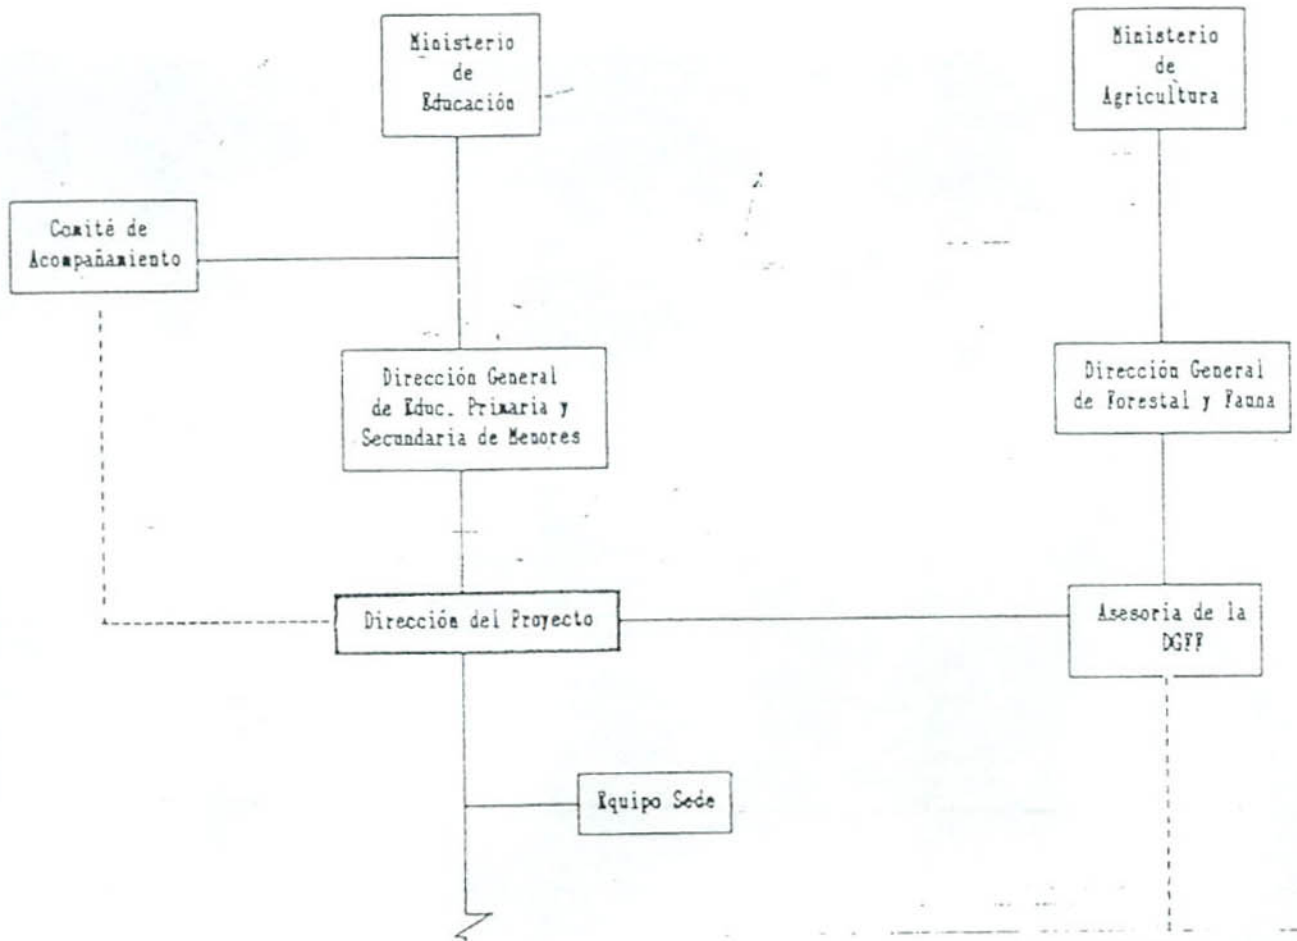 Ministerio
de
Educación
Ministerio
de
Agricultura
Comité de
Acompañamiento
Dirección General
de Educ. Primaria y
Secundaria de Menores
Dirección General
de Forestal y Fauna
Dirección del Proyecto
Asesoria de la
DGFF
Equipo Sede